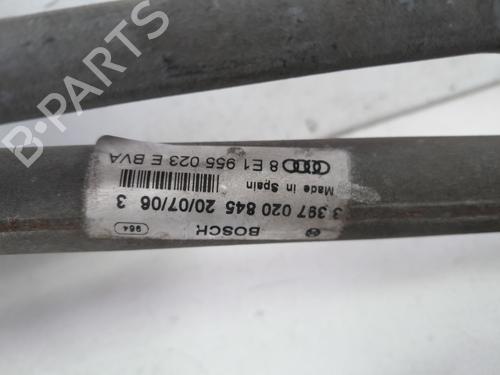 BOSCH 964
3 397 020 845 20/07/06 3
Made in Spain
8 E1 955 023 E BVA
B-PARTS